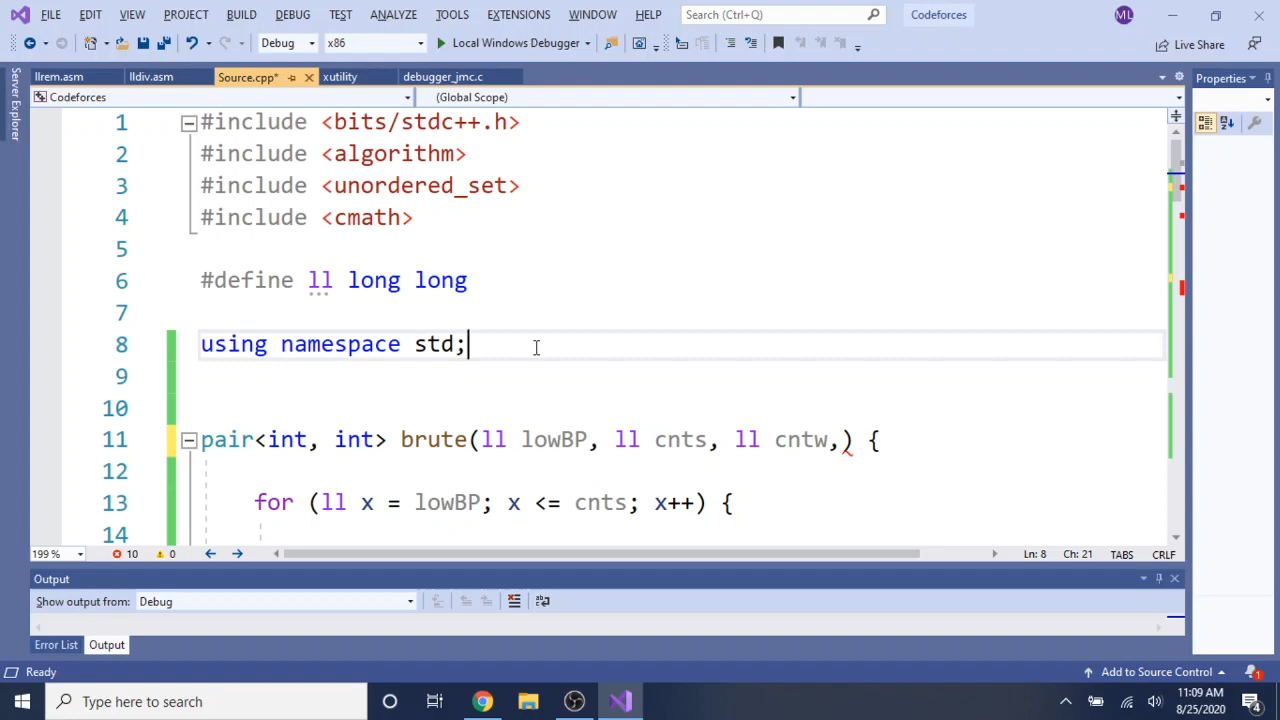 FILE EDIT VIEW PROJECT BUILD DEBUG TEST ANALYZE TOOLS EXTENSIONS WINDOW HELP Search (Ctrl+Q) Codeforces ML
Debug x86 Local Windows Debugger Live Share
llrem.asm lldiv.asm Source.cpp* xutility debugger_jmc.c Properties
Server Explorer
Codeforces (Global Scope)
1 #include <bits/stdc++.h>
2 #include <algorithm>
3 #include <unordered_set>
4 #include <cmath>
5
6 #define ll long long
7
8 using namespace std;
9
10
11 pair<int, int> brute(ll lowBP, ll cnts, ll cntw,) {
12
13 for (ll x = lowBP; x <= cnts; x++) {
14
199 % 10 0 Ln: 8 Ch: 21 TABS CRLF
Output
Show output from: Debug
Error List Output
Ready Add to Source Control 1
Type here to search 11:09 AM
8/25/2020 4